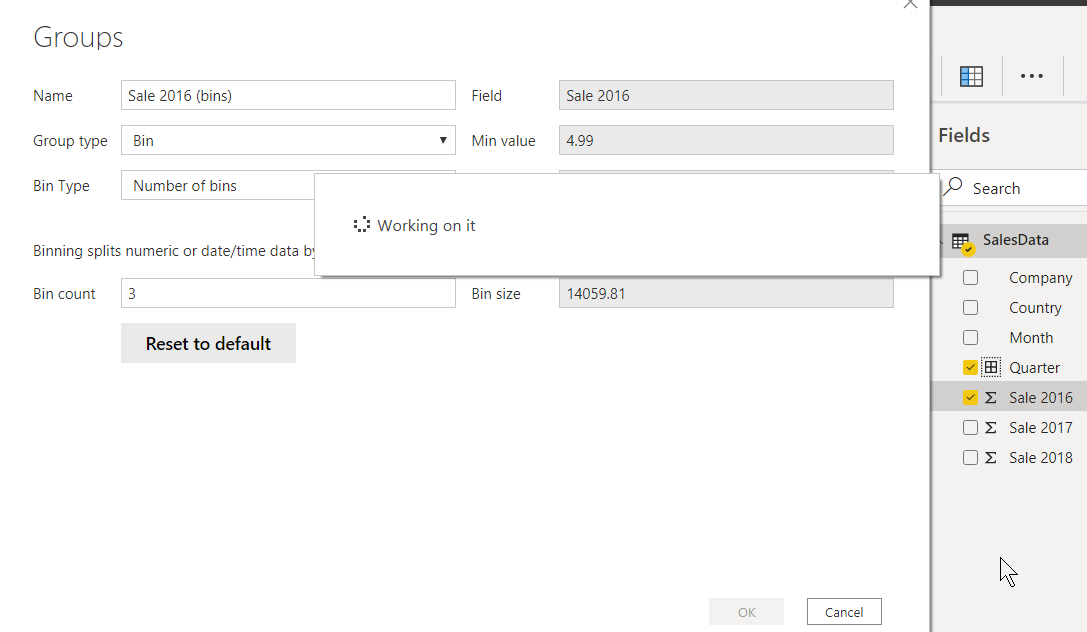 Groups
Name
Sale 2016 (bins)
Field
Sale 2016
Group type
Bin
Min value
4.99
Bin Type
Number of bins
Working on it
Binning splits numeric or date/time data by
Bin count
3
Bin size
14059.81
Reset to default
OK
Cancel
Fields
Search
SalesData
Company
Country
Month
Quarter
Sale 2016
Sale 2017
Sale 2018